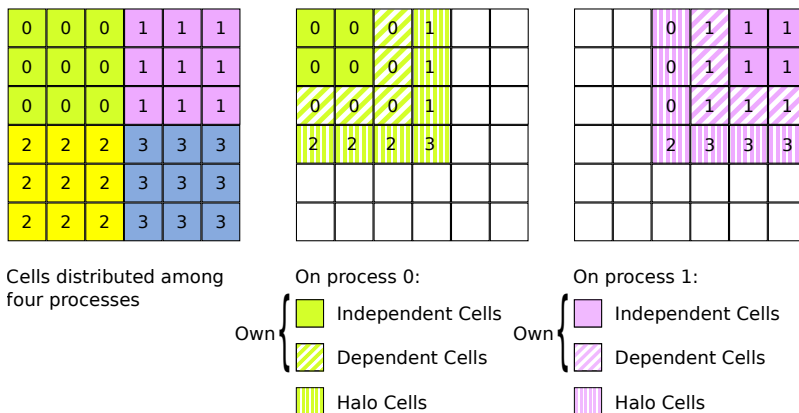 0 0 0 1 1 1
0 0 0 1 1 1
0 0 0 1 1 1
2 2 2 3 3 3
2 2 2 3 3 3
2 2 2 3 3 3
Cells distributed among
four processes
0 0 0 1
0 0 0 1
0 0 0 1
2 2 2 3
On process 0:
Own
Independent Cells
Dependent Cells
Halo Cells
0 1 1 1
0 1 1 1
0 1 1 1
2 3 3 3
On process 1:
Own
Independent Cells
Dependent Cells
Halo Cells